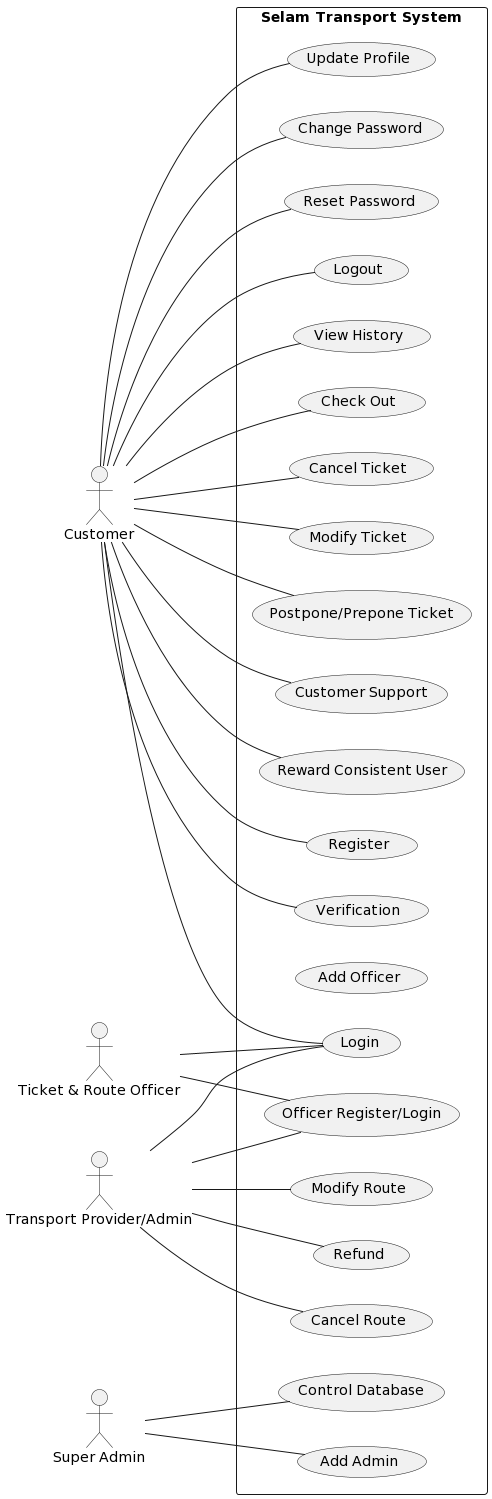 Selam Transport System
Update Profile
Change Password
Reset Password
Logout
View History
Check Out
Cancel Ticket
Customer
Modify Ticket
Postpone/Prepone Ticket
Customer Support
Reward Consistent User
Register
Verification
Add Officer
Login
Ticket & Route Officer
Officer Register/Login
Modify Route
Transport Provider/Admin
Refund
Cancel Route
Control Database
Super Admin
Add Admin